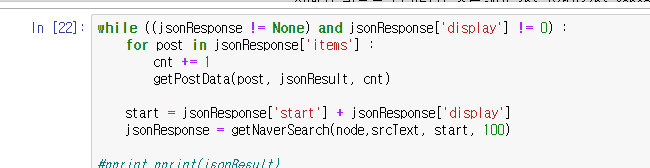 In [22]: while ((jsonResponse != None) and jsonResponse['display'] != 0) :
for post in jsonResponse['items'] :
cnt += 1
getPostData(post, jsonResult, cnt)
start = jsonResponse['start'] + jsonResponse['display']
jsonResponse = getNaverSearch(node,srcText, start, 100)
#pprint.pprint(jsonResult)